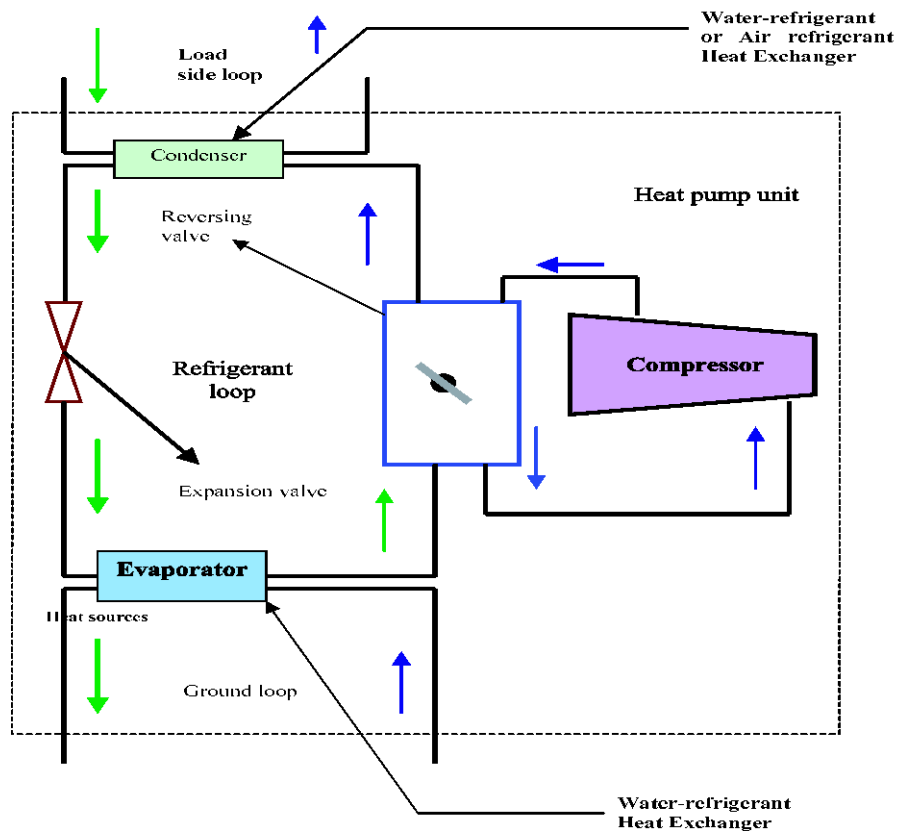 Water-refrigerant
or Air refrigerant
Heat Exchanger
Load
side loop
Condenser
Reversing
valve
Heat pump unit
Refrigerant
loop
Compressor
Expansion valve
Evaporator
Heat sources
Ground loop
Water-refrigerant
Heat Exchanger